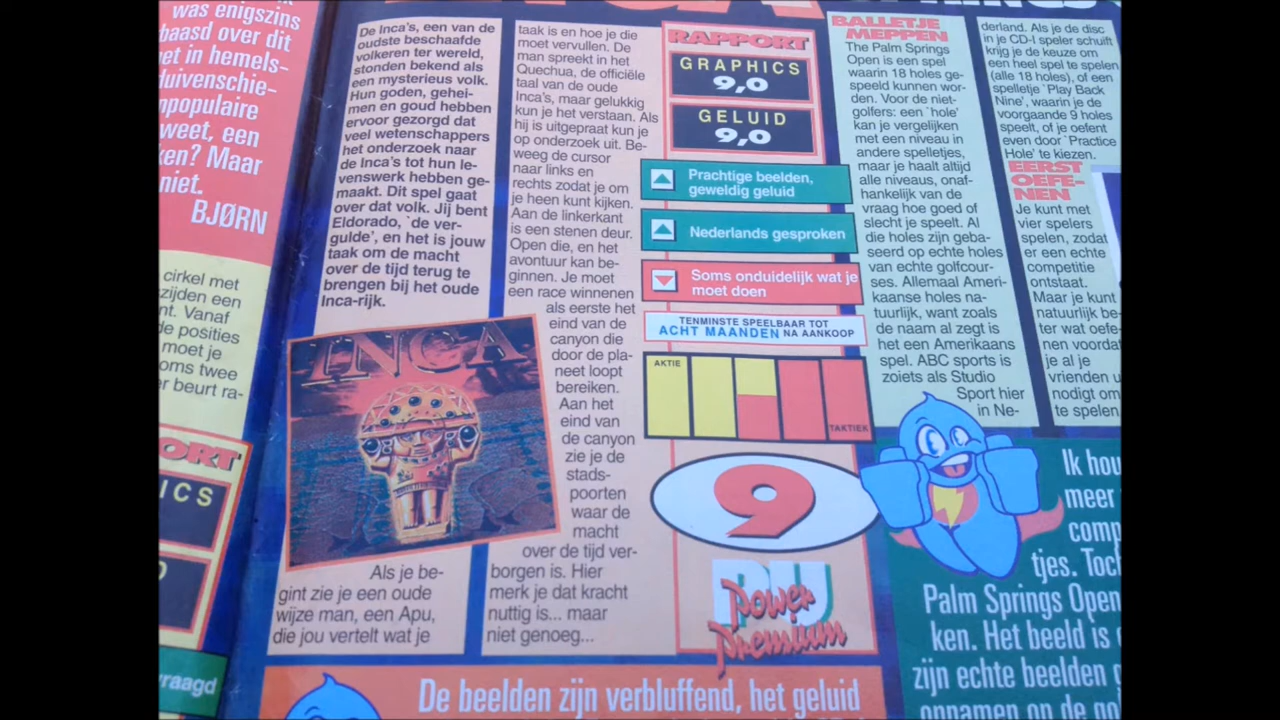 was enigszins
baasd over dit
et in hemels-
duivenschie-
npopulaire
weet, een
ken? Maar
niet.
BJØRN
cirkel met
zijden een
nt. Vanaf
de posities
moet je
oms twee
r beurt ra-
ORT
ICS
vraagd
De Inca's, een van de
oudste beschaafde
volkeren ter wereld,
stonden bekend als
een mysterieus volk.
Hun goden, gehei-
men en goud hebben
ervoor gezorgd dat
veel wetenschappers
het onderzoek naar
de Inca's tot hun le-
venswerk hebben ge-
maakt. Dit spel gaat
over dat volk. Jij bent
Eldorado, `de ver-
gulde', en het is jouw
taak om de macht
over de tijd terug te
brengen bij het oude
Inca-rijk.
INCA
Als je be-
gint zie je een oude
wijze man, een Apu,
die jou vertelt wat je
taak is en hoe je die
moet vervullen. De
man spreekt in het
Quechua, de officiële
taal van de oude
Inca's, maar gelukkig
kun je het verstaan. Als
hij is uitgepraat kun je
op onderzoek uit. Be-
weeg de cursor
naar links en
rechts zodat je om
je heen kunt kijken.
Aan de linkerkant
is een stenen deur.
Open die, en het
avontuur kan be-
ginnen. Je moet
een race winnenen
als eerste het
eind van de
canyon die
door de pla-
neet loopt
bereiken.
Aan het
eind van
de canyon
zie je de
stads-
poorten
waar de
macht
over de tijd ver-
borgen is. Hier
merk je dat kracht
nuttig is... maar
niet genoeg...
RAPPORT
GRAPHICS
9,0
GELUID
9,0
Prachtige beelden,
geweldig geluid
Nederlands gesproken
Soms onduidelijk wat je
moet doen
TENMINSTE SPEELBAAR TOT
ACHT MAANDEN NA AANKOOP
AKTIE
TAKTIEK
9
PU
Power
Premium
De beelden zijn verbluffend, het geluid
BALLETJE
MEPPEN
The Palm Springs
Open is een spel
waarin 18 holes ge-
speeld kunnen wor-
den. Voor de niet-
golfers: een `hole'
kan je vergelijken
met een niveau in
andere spelletjes,
maar je haalt altijd
alle niveaus, onaf-
hankelijk van de
vraag hoe goed of
slecht je speelt. Al
die holes zijn geba-
seerd op echte holes
van echte golfcour-
ses. Allemaal Ameri-
kaanse holes na-
tuurlijk, want zoals
de naam al zegt is
het een Amerikaans
spel. ABC sports is
zoiets als Studio
Sport hier
in Ne-
derland. Als je de disc
in je CD-I speler schuift
krijg je de keuze om
een heel spel te spelen
(alle 18 holes), of een
spelletje `Play Back
Nine', waarin je de
voorgaande 9 holes
speelt, of je oefent
even door `Practice
Hole' te kiezen.
EERST
OEFE-
NEN
Je kunt met
vier spelers
spelen, zodat
er een echte
competitie
ontstaat.
Maar je kunt
natuurlijk be-
ter wat oefe-
nen voordat
je al je
vrienden u
nodigt om
te spelen
Ik hou
meer
comp
tjes. Toch
Palm Springs Open
ken. Het beeld is
zijn echte beelden
opnamen op de go